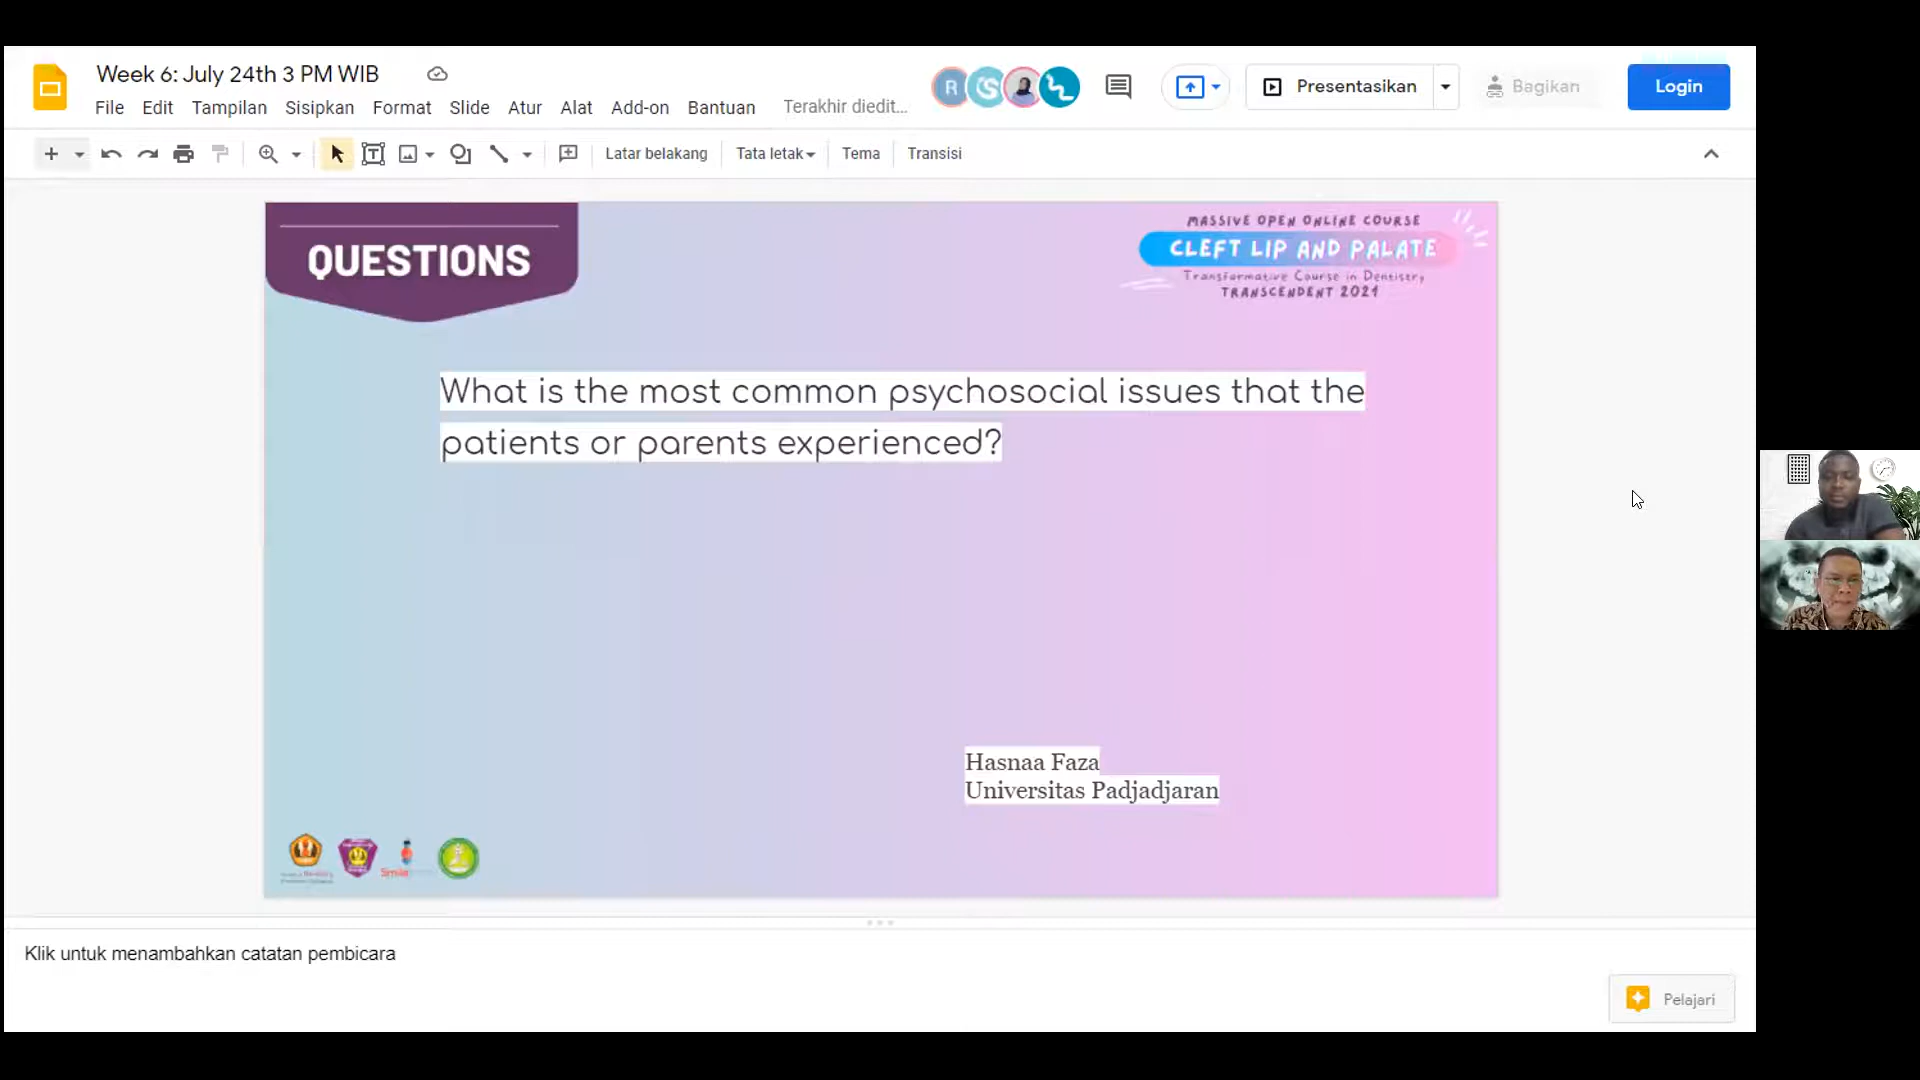 Week 6: July 24th 3 PM WIB
File Edit Tampilan Sisipkan Format Slide Atur Alat Add-on Bantuan Terakhir diedit...
R
Presentasikan
Bagikan
Login
Latar belakang Tata letak Tema Transisi
QUESTIONS
MASSIVE OPEN ONLINE COURSE
CLEFT LIP AND PALATE
Transformative Course in Dentistry
TRANSCENDENT 2021
What is the most common psychosocial issues that the
patients or parents experienced?
Hasnaa Faza
Universitas Padjadjaran
Smile
Klik untuk menambahkan catatan pembicara
Pelajari